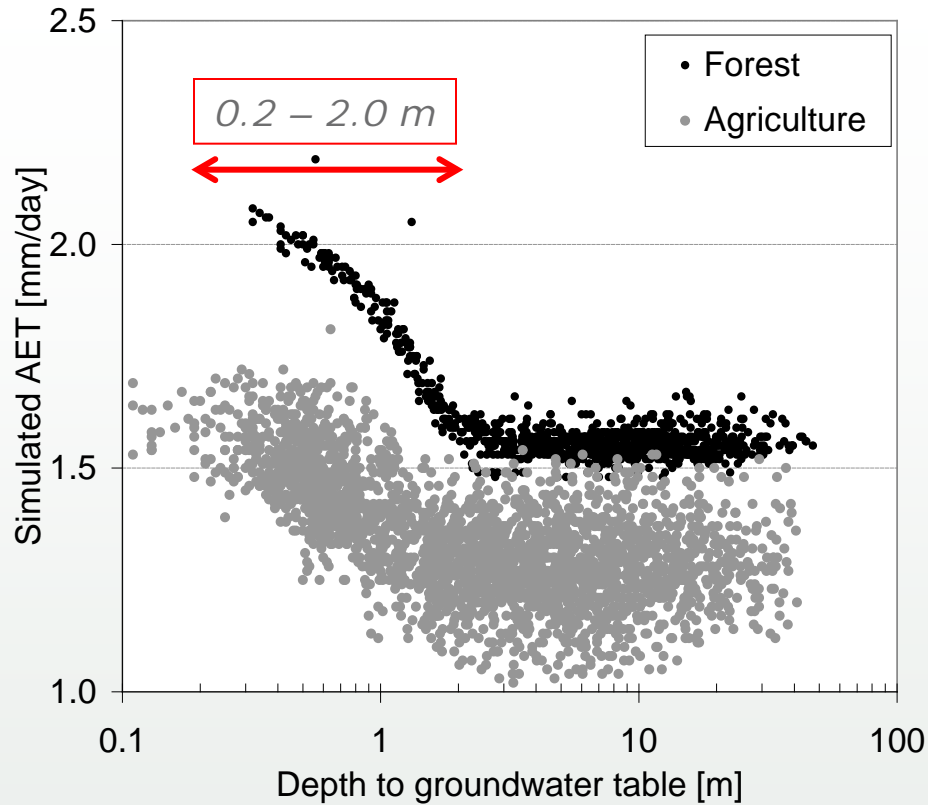 2.5
Forest
0.2 – 2.0 m
Agriculture
2.0
Simulated AET [mm/day]
1.5
1.0
0.1
1
10
100
Depth to groundwater table [m]